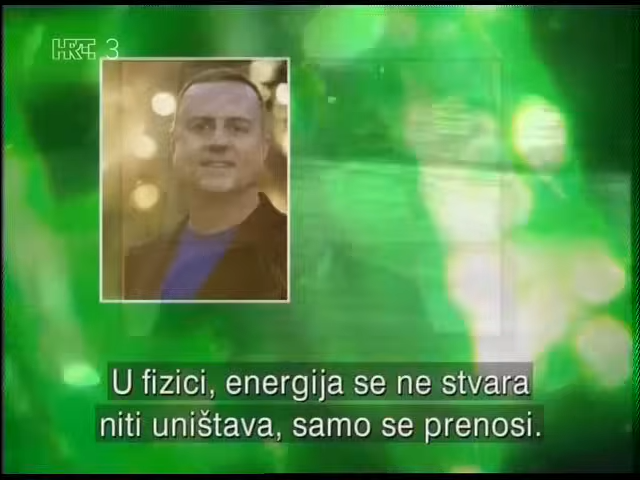 HRT 3
U fizici, energija se ne stvara
niti uništava, samo se prenosi.